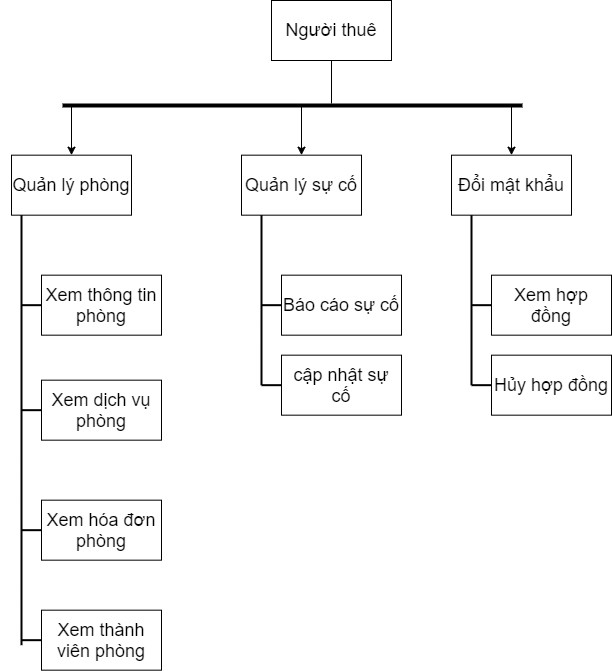 Người thuê
Quản lý phòng
Quản lý sự cố
Đổi mật khẩu
Xem thông tin
phòng
Báo cáo sự cố
Xem hợp
đồng
Xem dịch vụ
phòng
cập nhật sự
cố
Hủy hợp đồng
Xem hóa đơn
phòng
Xem thành
viên phòng